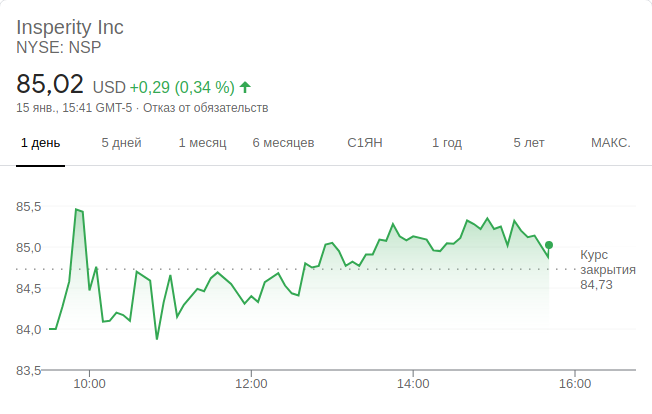 Insperity Inc
NYSE: NSP
85,02 USD +0,29 (0,34 %)
15 янв., 15:41 GMT-5 · Отказ от обязательств
1 день 5 дней 1 месяц 6 месяцев С1ЯН 1 год 5 лет МАКС.
85,5
85,0
84,5
84,0
83,5
Курс
закрытия
84,73
10:00 12:00 14:00 16:00